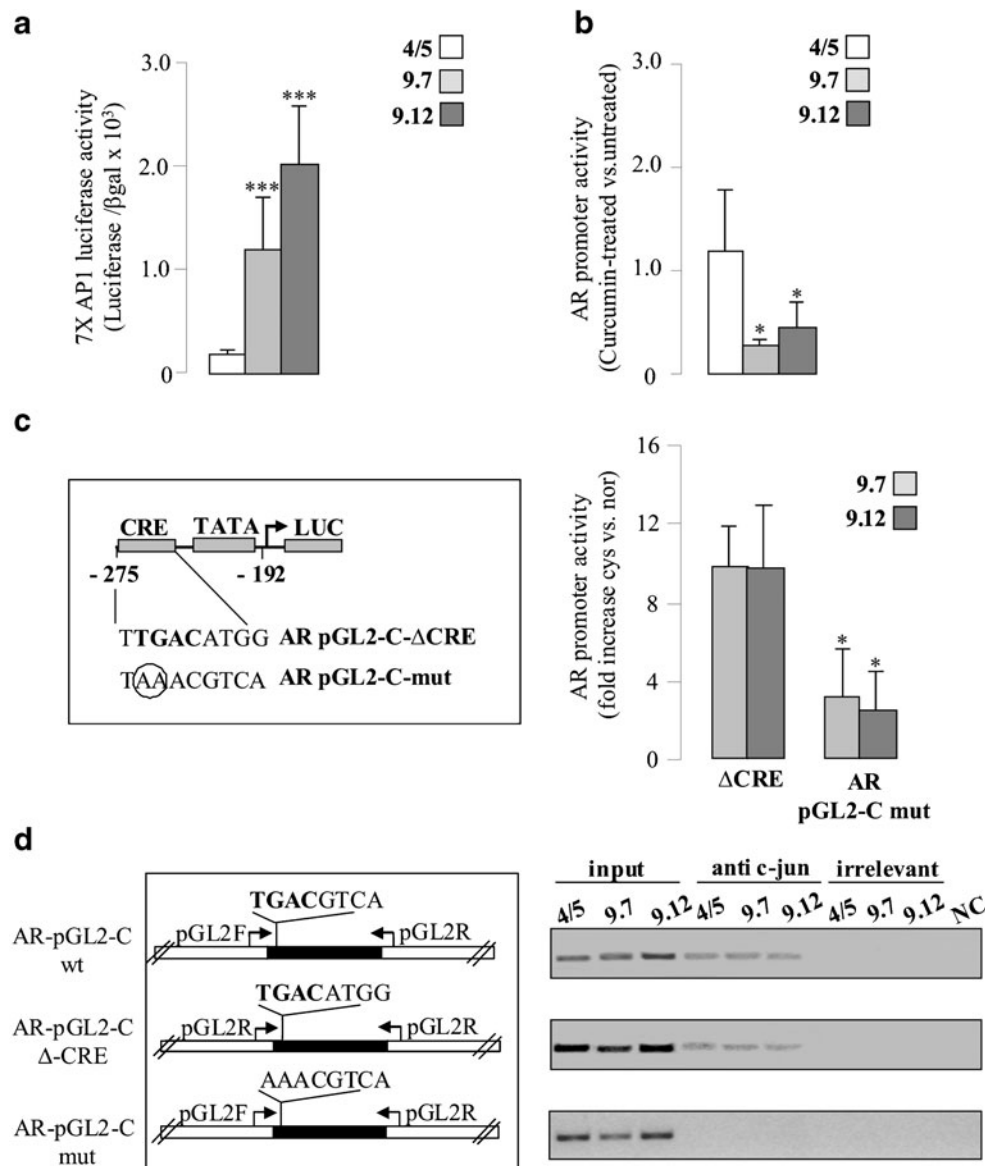 a
7X AP1 luciferase activity
(Luciferase /βgal x 10³)
3.0
2.0
1.0
0
***
***
4/5
9.7
9.12
b
AR promoter activity
(Curcumin-treated vs.untreated)
3.0
2.0
1.0
0
*
*
4/5
9.7
9.12
c
CRE
TATA
LUC
- 275
- 192
TTGACATGG AR pGL2-C-ΔCRE
TAAACGTCA AR pGL2-C-mut
AR promoter activity
(fold increase cys vs. nor)
16
12
8
4
0
9.7
9.12
*
*
ΔCRE
AR
pGL2-C mut
d
AR-pGL2-C
wt
TGACGTCA
pGL2F
pGL2R
AR-pGL2-C
Δ-CRE
TGACATGG
pGL2R
pGL2R
AR-pGL2-C
mut
AAACGTCA
pGL2F
pGL2R
input anti c-jun irrelevant
4/5 9.7 9.12 4/5 9.7 9.12 4/5 9.7 9.12 NC